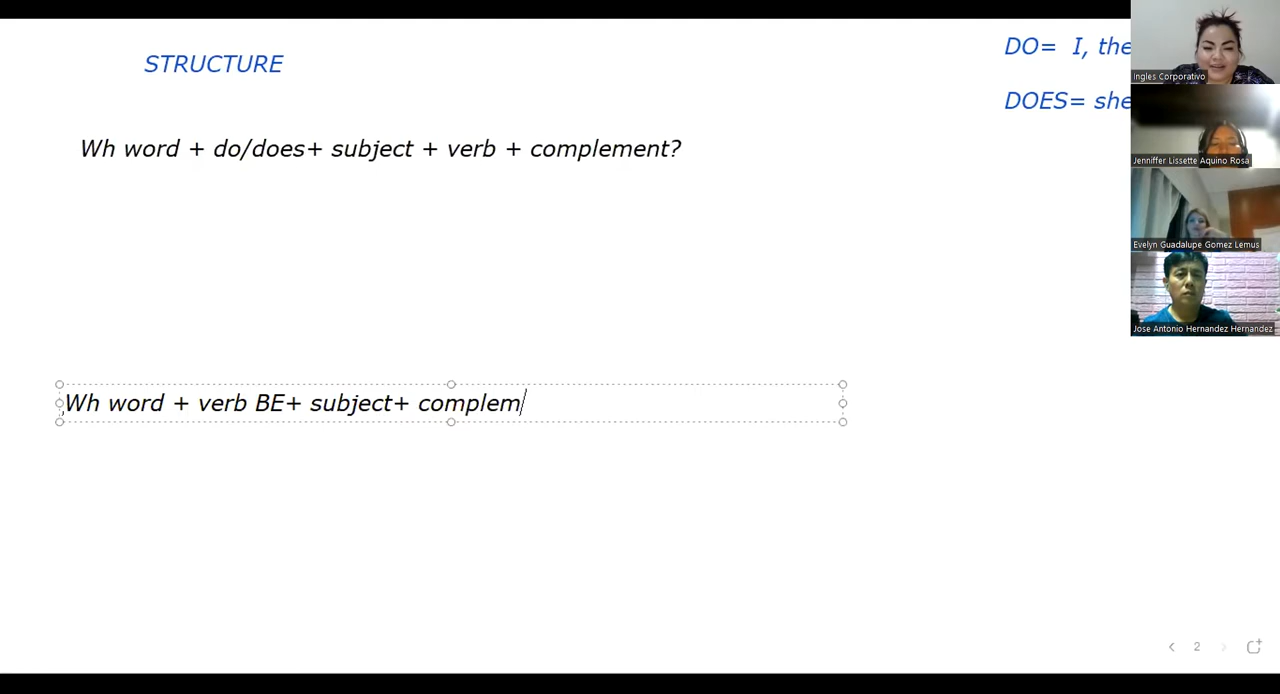 STRUCTURE
DO= I, the
DOES= she
Wh word + do/does+ subject + verb + complement?
Wh word + verb BE+ subject+ complem
Ingles Corporativo
Jenniffer Lissette Aquino Rosa
Evelyn Guadalupe Gomez Lemus
Jose Antonio Hernandez Hernandez
2